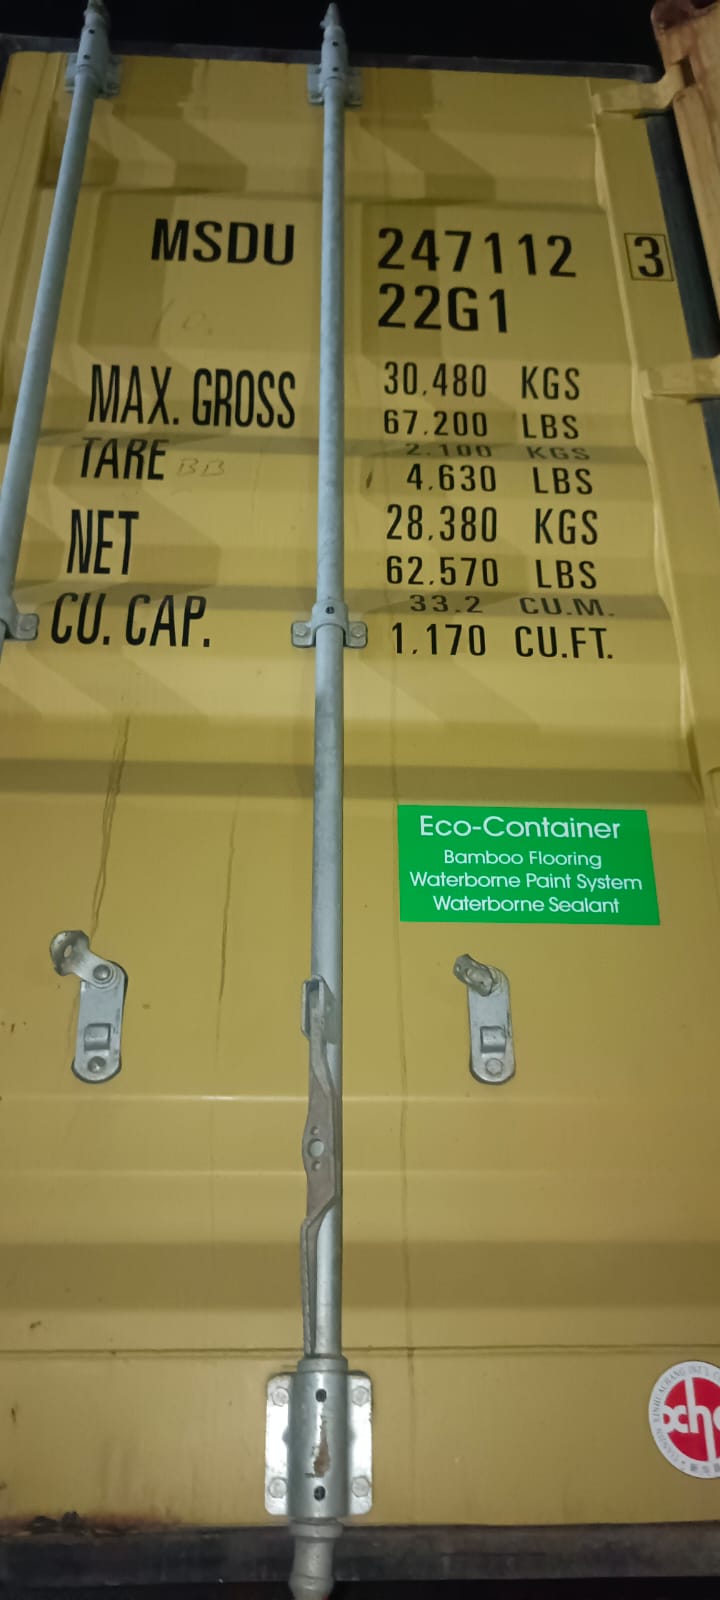 MSDU 247112 3
22G1
MAX. GROSS 30.480 KGS
67.200 LBS
TARE 2.100 KGS
4.630 LBS
NET 28.380 KGS
62.570 LBS
CU. CAP. 33.2 CU.M.
1.170 CU.FT.
Eco-Container
Bamboo Flooring
Waterborne Paint System
Waterborne Sealant